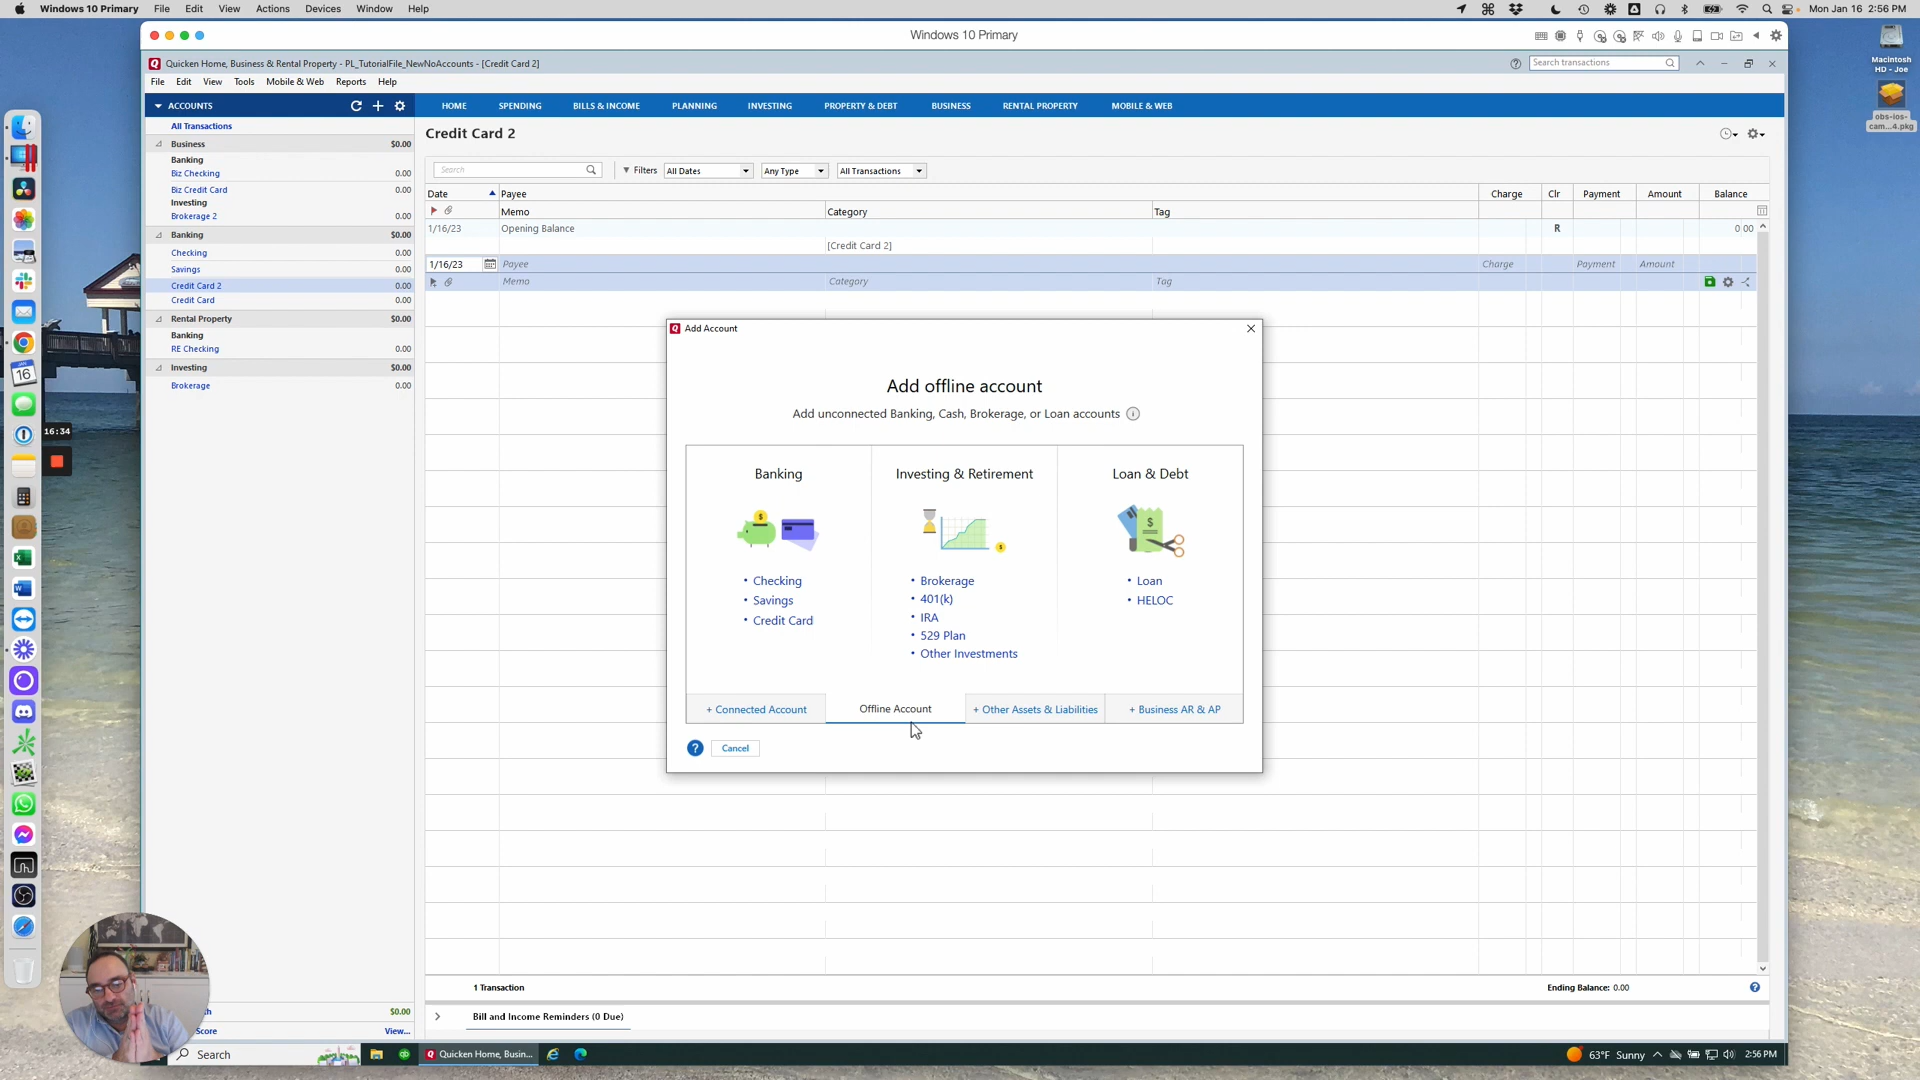 Windows 10 Primary File Edit View Actions Devices Window Help
Mon Jan 16 2:56 PM
Windows 10 Primary
Macintosh
HD - Joe
obs-ios-
cam...4.pkg
Quicken Home, Business & Rental Property - PL_TutorialFile_NewNoAccounts - [Credit Card 2]
Search transactions
File Edit View Tools Mobile & Web Reports Help
ACCOUNTS
HOME SPENDING BILLS & INCOME PLANNING INVESTING PROPERTY & DEBT BUSINESS RENTAL PROPERTY MOBILE & WEB
All Transactions
Business $0.00
Banking
Biz Checking 0.00
Biz Credit Card 0.00
Investing
Brokerage 2 0.00
Banking $0.00
Checking 0.00
Savings 0.00
Credit Card 2 0.00
Credit Card 0.00
Rental Property $0.00
Banking
RE Checking 0.00
Investing $0.00
Brokerage 0.00
Credit Card 2
Search Filters All Dates Any Type All Transactions
Date Payee Charge Clr Payment Amount Balance
Memo Category Tag
1/16/23 Opening Balance R 0 00
[Credit Card 2]
1/16/23 Payee Charge Payment Amount
Memo Category Tag
Add Account
Add offline account
Add unconnected Banking, Cash, Brokerage, or Loan accounts
Banking
• Checking
• Savings
• Credit Card
Investing & Retirement
• Brokerage
• 401(k)
• IRA
• 529 Plan
• Other Investments
Loan & Debt
• Loan
• HELOC
+ Connected Account Offline Account + Other Assets & Liabilities + Business AR & AP
? Cancel
16:34
JAN
16
1 Transaction Ending Balance: 0.00
Bill and Income Reminders (0 Due)
$0.00
Score View...
Search
Quicken Home, Busin...
63°F Sunny
2:56 PM